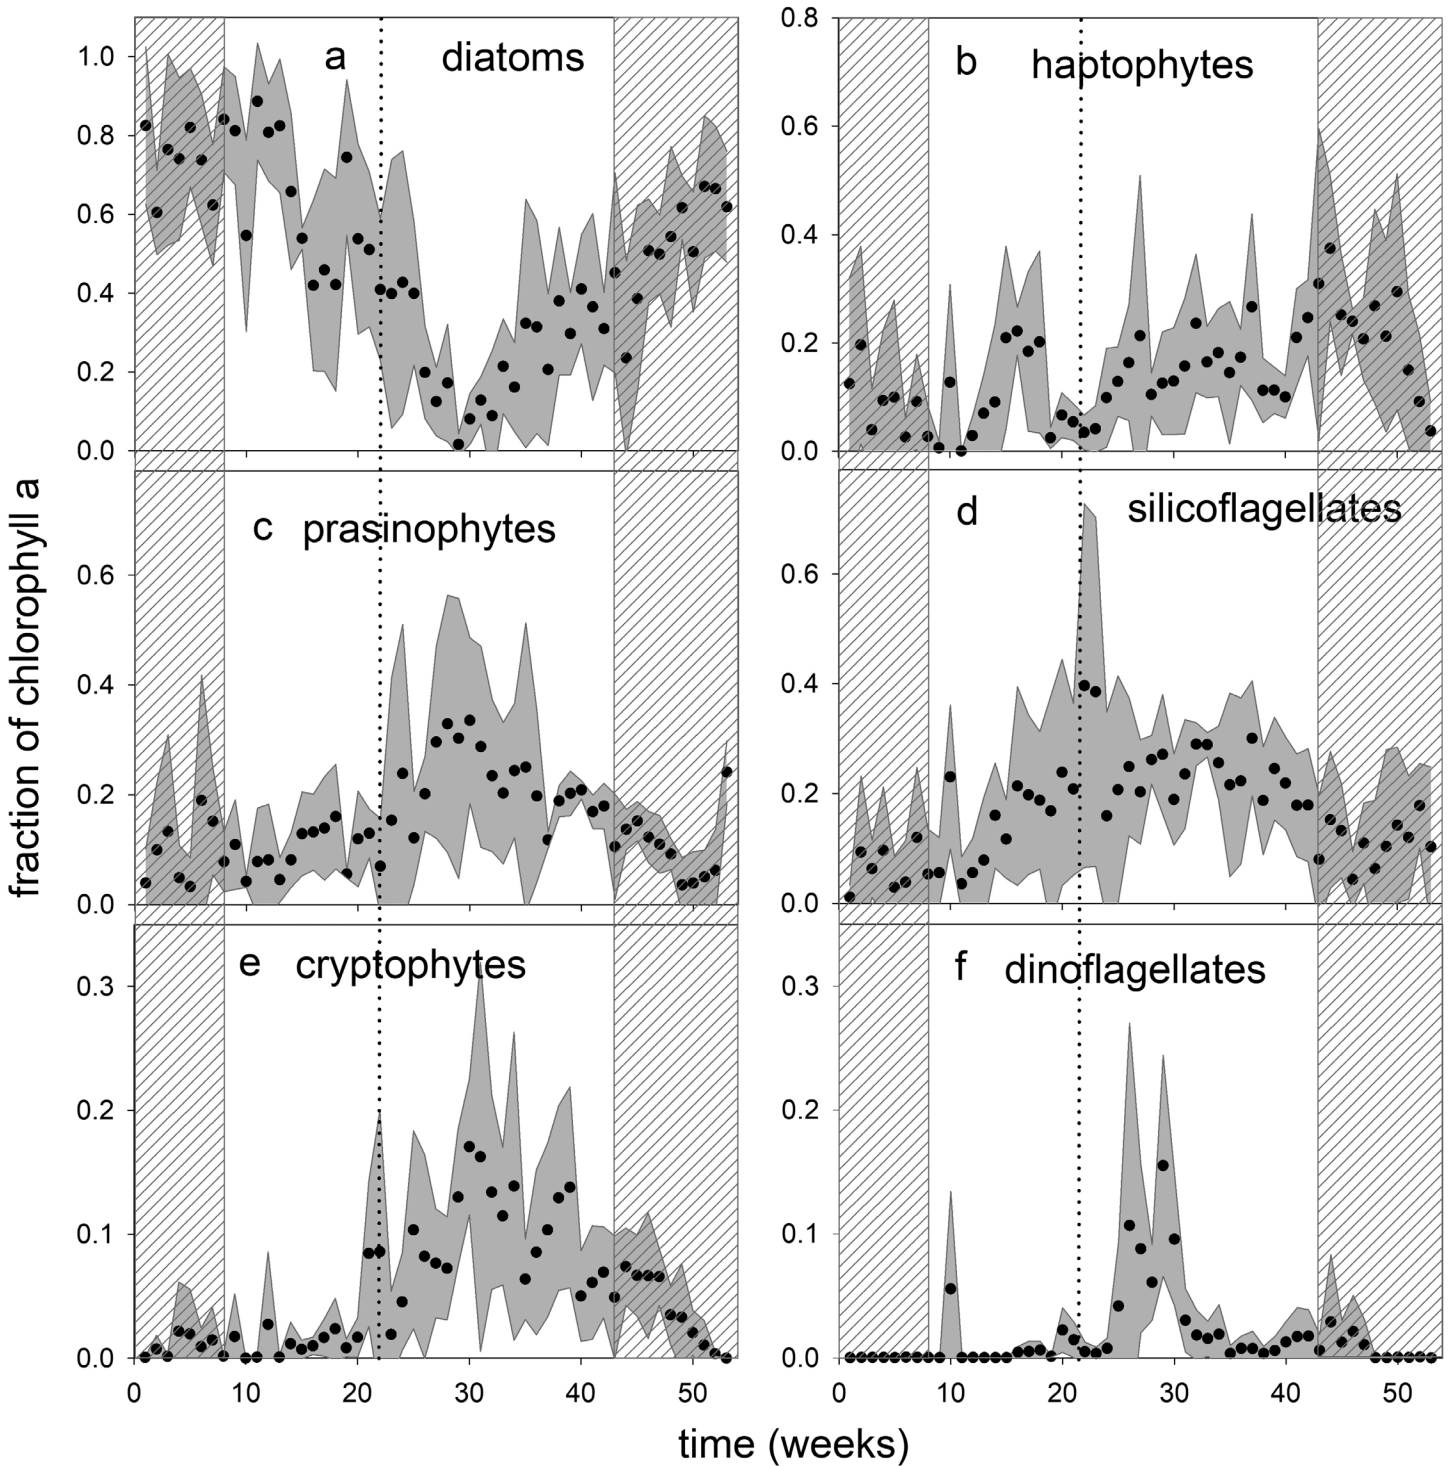 a diatoms
1.0
0.8
0.6
0.4
0.2
0.0
b haptophytes
0.8
0.6
0.4
0.2
0.0
fraction of chlorophyll a
c prasinophytes
0.6
0.4
0.2
0.0
d silicoflagellates
0.6
0.4
0.2
0.0
e cryptophytes
0.3
0.2
0.1
0.0
0 10 20 30 40 50
f dinoflagellates
0.3
0.2
0.1
0.0
0 10 20 30 40 50
time (weeks)